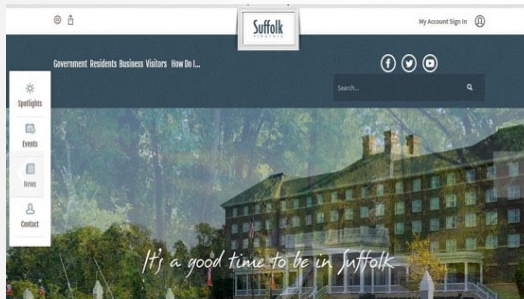 Suffolk
VIRGINIA
My Account Sign In
Government Residents Business Visitors How Do I...
Search...
Spotlights
Events
News
Contact
It's a good time to be in Suffolk